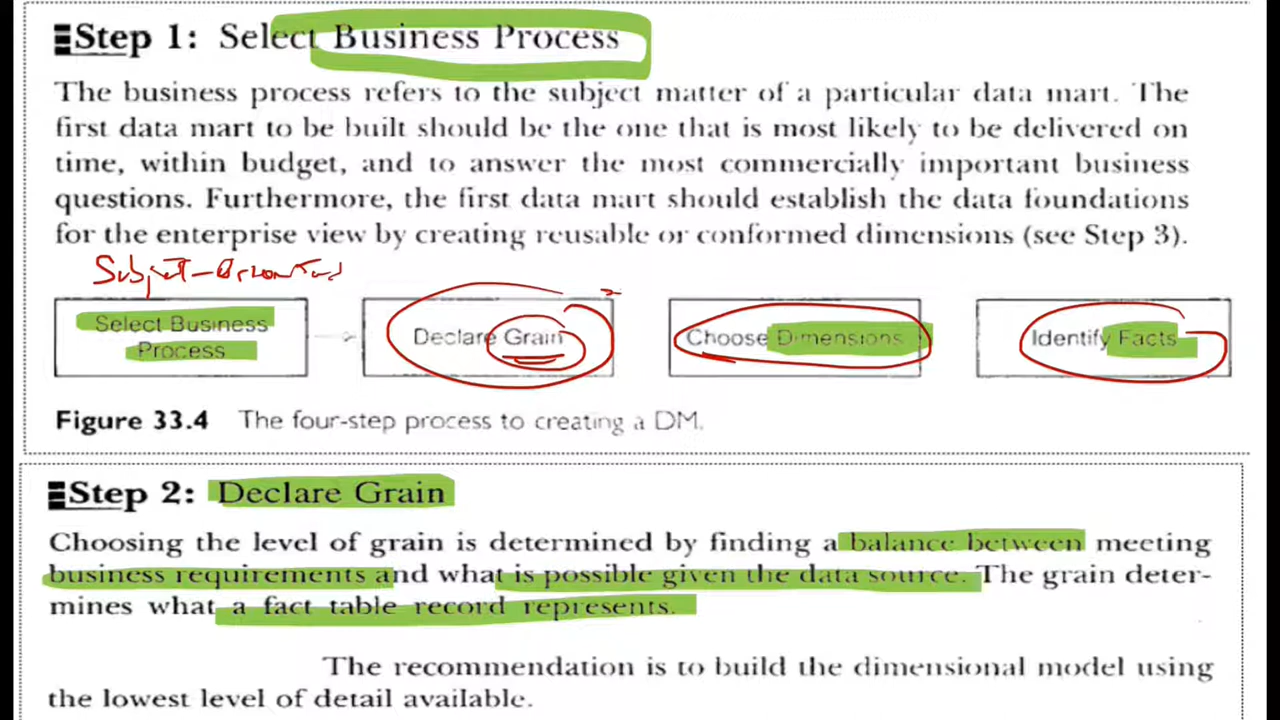 Step 1: Select Business Process
The business process refers to the subject matter of a particular data mart. The
first data mart to be built should be the one that is most likely to be delivered on
time, within budget, and to answer the most commercially important business
questions. Furthermore, the first data mart should establish the data foundations
for the enterprise view by creating reusable or conformed dimensions (see Step 3).
Subject-Oriented
Select Business
Process
Declare Grain
Choose Dimensions
Identify Facts
Figure 33.4 The four-step process to creating a DM.
Step 2: Declare Grain
Choosing the level of grain is determined by finding a balance between meeting
business requirements and what is possible given the data source. The grain deter-
mines what a fact table record represents.
The recommendation is to build the dimensional model using
the lowest level of detail available.